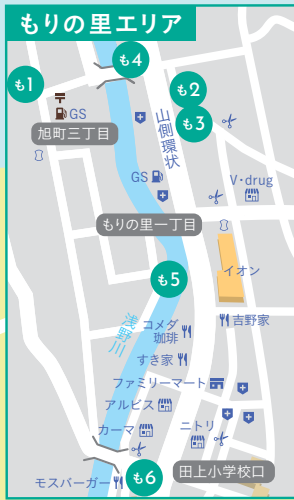 もりの里エリア
も4
も1
も2
GS
も3
旭町三丁目
山側環状
GS
V・drug
もりの里一丁目
イオン
も5
浅野川
コメダ
珈琲
吉野家
すき家
ファミリーマート
アルビス
カーマ
ニトリ
田上小学校口
も6
モスバーガー